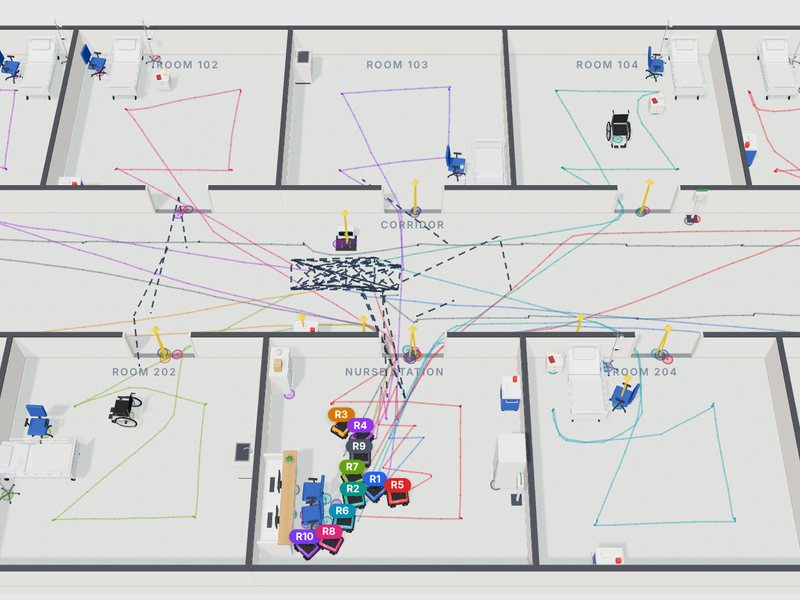 ROOM 102
ROOM 103
ROOM 104
CORRIDOR
ROOM 202
NURSE STATION
ROOM 204
R3
R4
R9
R7
R1
R2
R5
R6
R8
R10